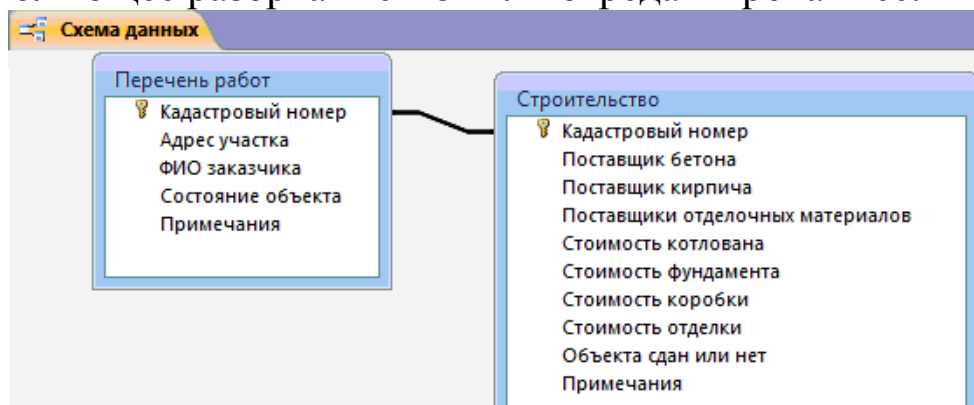 Схема данных
Перечень работ
Кадастровый номер
Адрес участка
ФИО заказчика
Состояние объекта
Примечания
Строительство
Кадастровый номер
Поставщик бетона
Поставщик кирпича
Поставщики отделочных материалов
Стоимость котлована
Стоимость фундамента
Стоимость коробки
Стоимость отделки
Объекта сдан или нет
Примечания